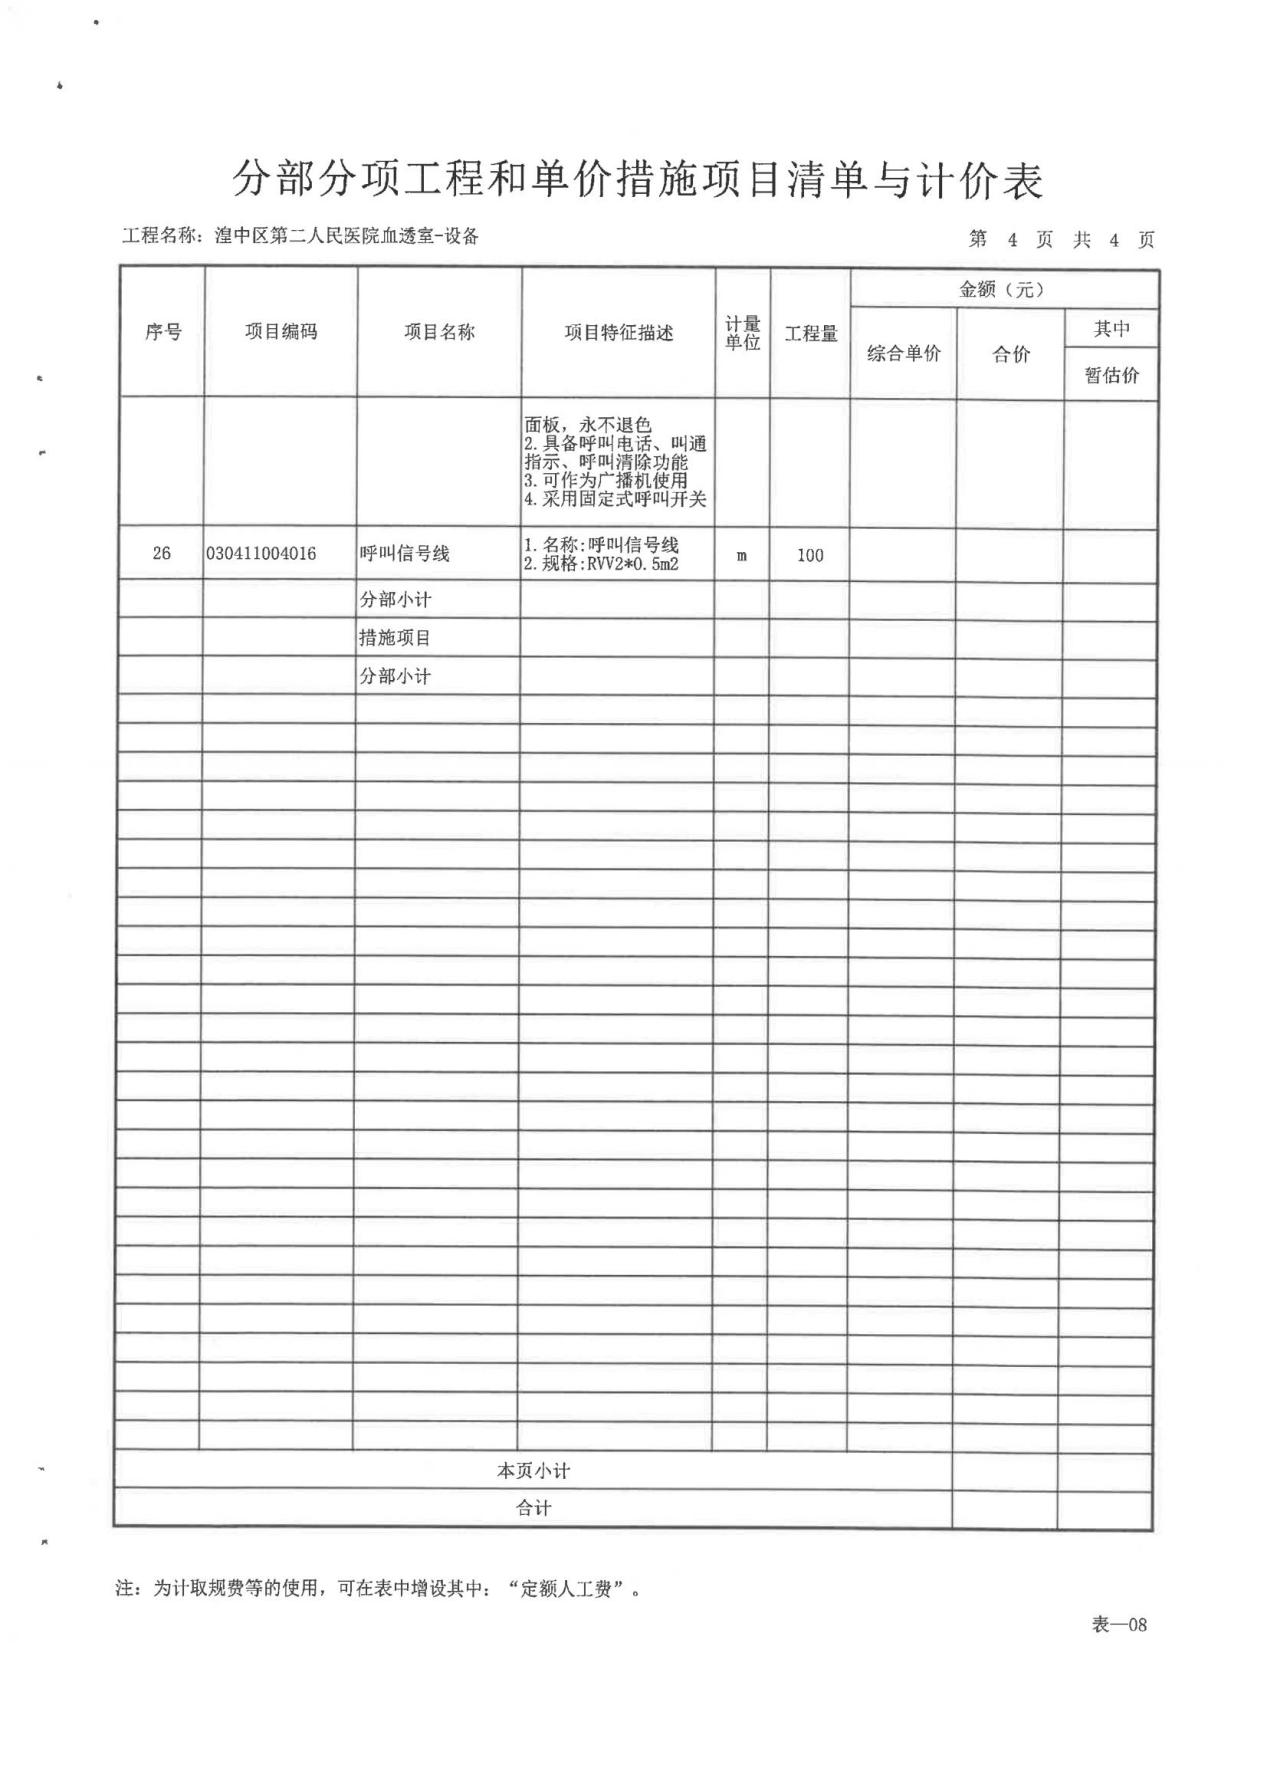 分部分项工程和单价措施项目清单与计价表
工程名称：湟中区第二人民医院血透室-设备
第 4 页 共 4 页
序号
项目编码
项目名称
项目特征描述
计量
单位
工程量
金额（元）
综合单价
合价
其中
暂估价
面板，永不退色
2.具备呼叫电话、叫通
指示、呼叫清除功能
3.可作为广播机使用
4.采用固定式呼叫开关
26
030411004016
呼叫信号线
1.名称:呼叫信号线
2.规格:RVV2*0.5m2
m
100
分部小计
措施项目
分部小计
本页小计
合计
注：为计取规费等的使用，可在表中增设其中：“定额人工费”。
表—08